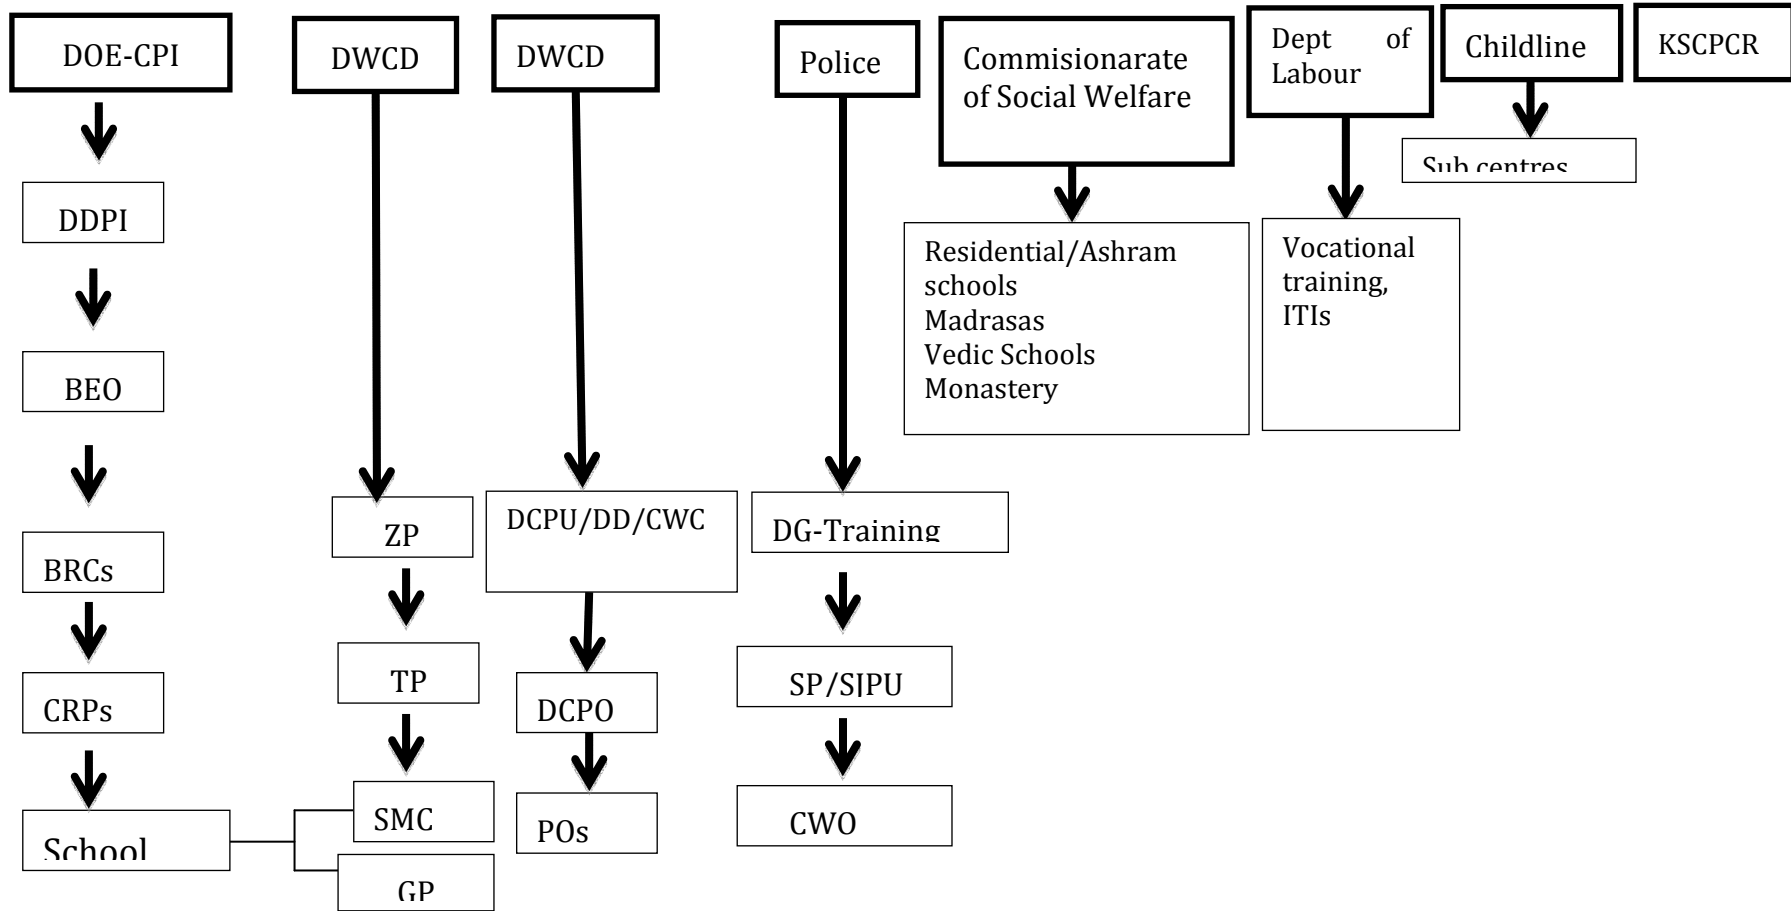 DOE-CPI
DWCD
DWCD
Police
Commisionarate
of Social Welfare
Dept of
Labour
Childline
KSCPCR
Sub centres
DDPI
Residential/Ashram
schools
Madrasas
Vedic Schools
Monastery
Vocational
training,
ITIs
BEO
ZP
DCPU/DD/CWC
DG-Training
BRCs
TP
SP/SJPU
CRPs
DCPO
SMC
POs
CWO
School
GP